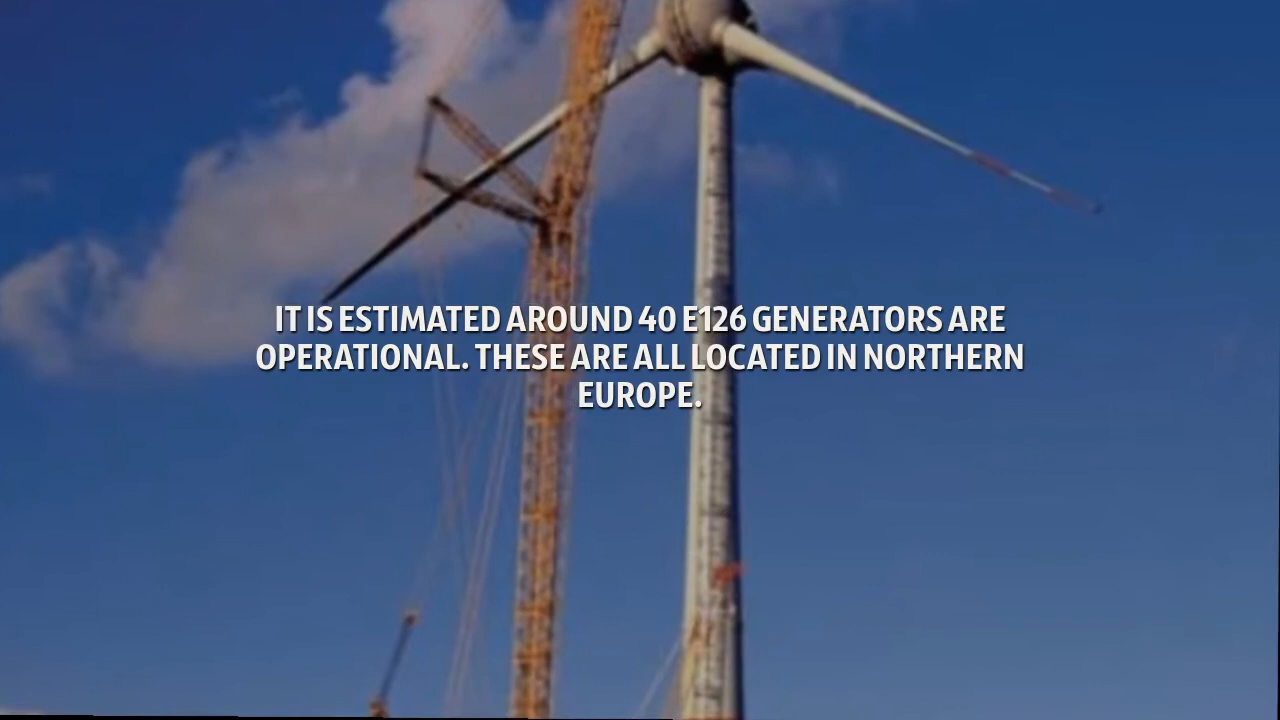 IT IS ESTIMATED AROUND 40 E126 GENERATORS ARE
OPERATIONAL. THESE ARE ALL LOCATED IN NORTHERN
EUROPE.